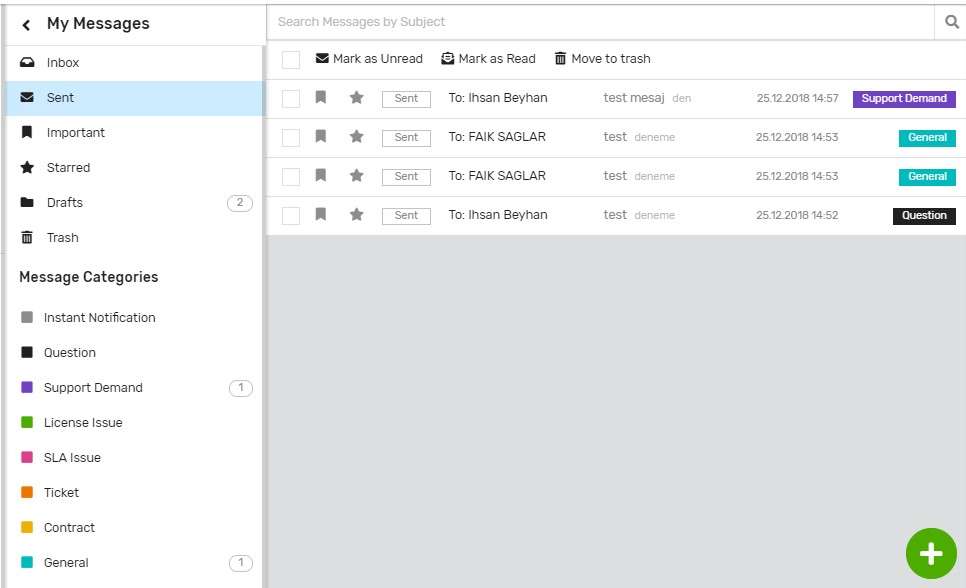 My Messages
Inbox
Sent
Important
Starred
Drafts 2
Trash
Message Categories
Instant Notification
Question
Support Demand 1
License Issue
SLA Issue
Ticket
Contract
General 1
Search Messages by Subject
Mark as Unread Mark as Read Move to trash
Sent To: Ihsan Beyhan test mesaj den 25.12.2018 14:57 Support Demand
Sent To: FAIK SAGLAR test deneme 25.12.2018 14:53 General
Sent To: FAIK SAGLAR test deneme 25.12.2018 14:53 General
Sent To: Ihsan Beyhan test deneme 25.12.2018 14:52 Question